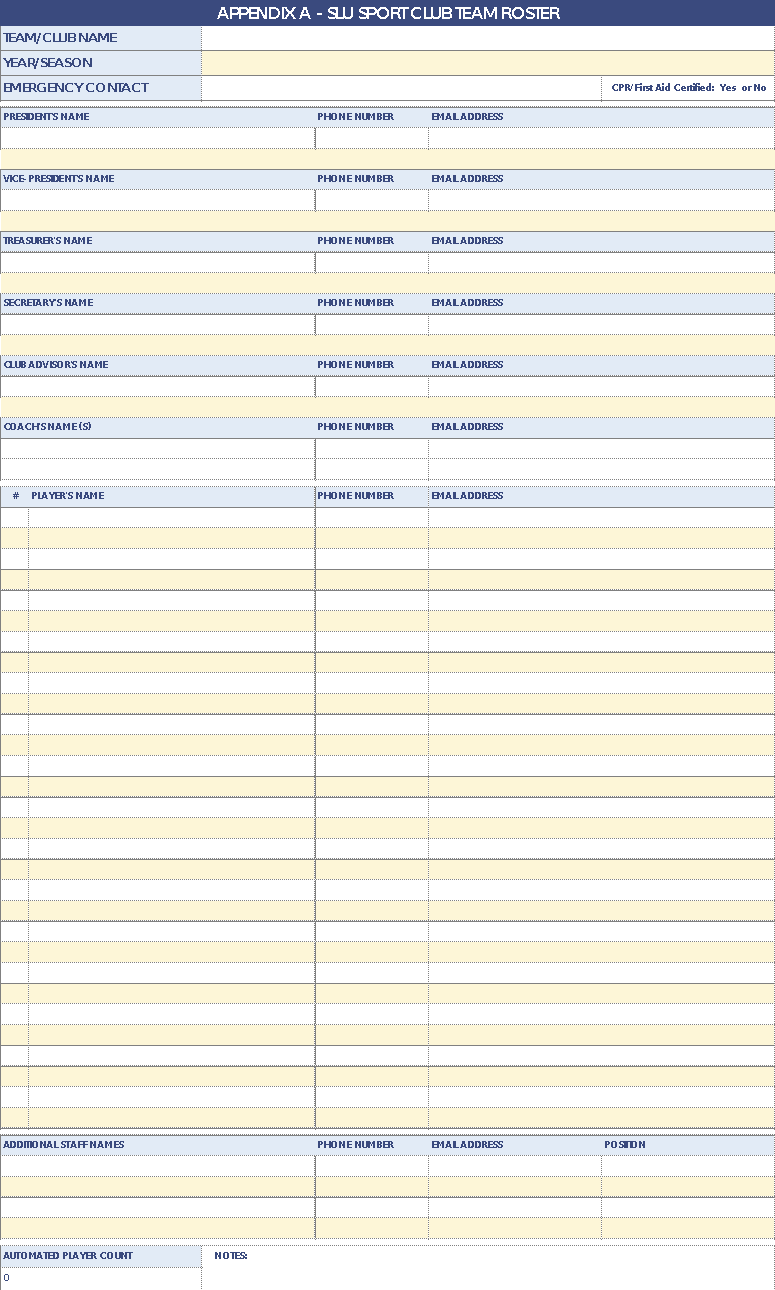 APPENDIX A - SLU SPORT CLUB TEAM ROSTER
TEAM/CLUB NAME
YEAR/SEASON
EMERGENCY CONTACT CPR/First Aid Certified: Yes or No
PRESIDENT'S NAME PHONE NUMBER EMAIL ADDRESS
VICE- PRESIDENT'S NAME PHONE NUMBER EMAIL ADDRESS
TREASURER'S NAME PHONE NUMBER EMAIL ADDRESS
SECRETARY'S NAME PHONE NUMBER EMAIL ADDRESS
CLUB ADVISOR'S NAME PHONE NUMBER EMAIL ADDRESS
COACH'S NAME (S) PHONE NUMBER EMAIL ADDRESS
# PLAYER'S NAME PHONE NUMBER EMAIL ADDRESS
ADDITIONAL STAFF NAMES PHONE NUMBER EMAIL ADDRESS POSITION
AUTOMATED PLAYER COUNT NOTES:
0